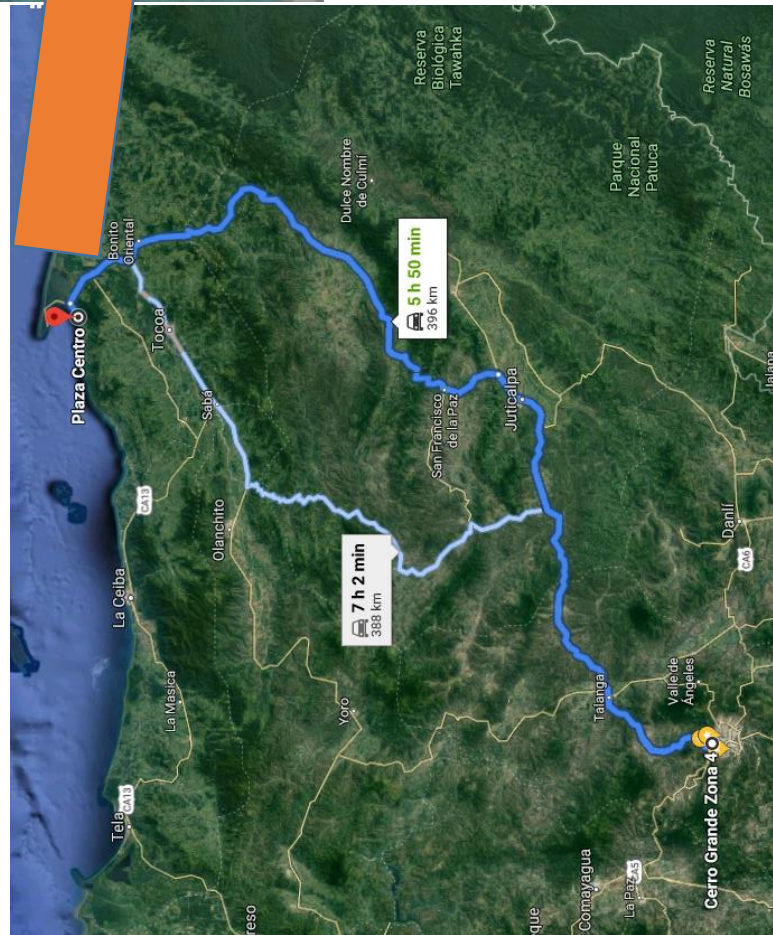 Plaza Centro
Tela
CA13
La Ceiba
CA13
Bonito
Oriental
Tocoa
La Masica
Sabá
Olanchito
reso
Yoro
7 h 2 min
388 km
Dulce Nombre
de Culmí
5 h 50 min
396 km
Reserva
Biológica
Tawahka
San Francisco
de la Paz
Juticalpa
que
Comayagua
Talanga
Parque
Nacional
Patuca
La Paz
CA5
Valle de
Ángeles
Cerro Grande Zona 4
Reserva
Natural
Bosawás
Danlí
CA6
Jalapa